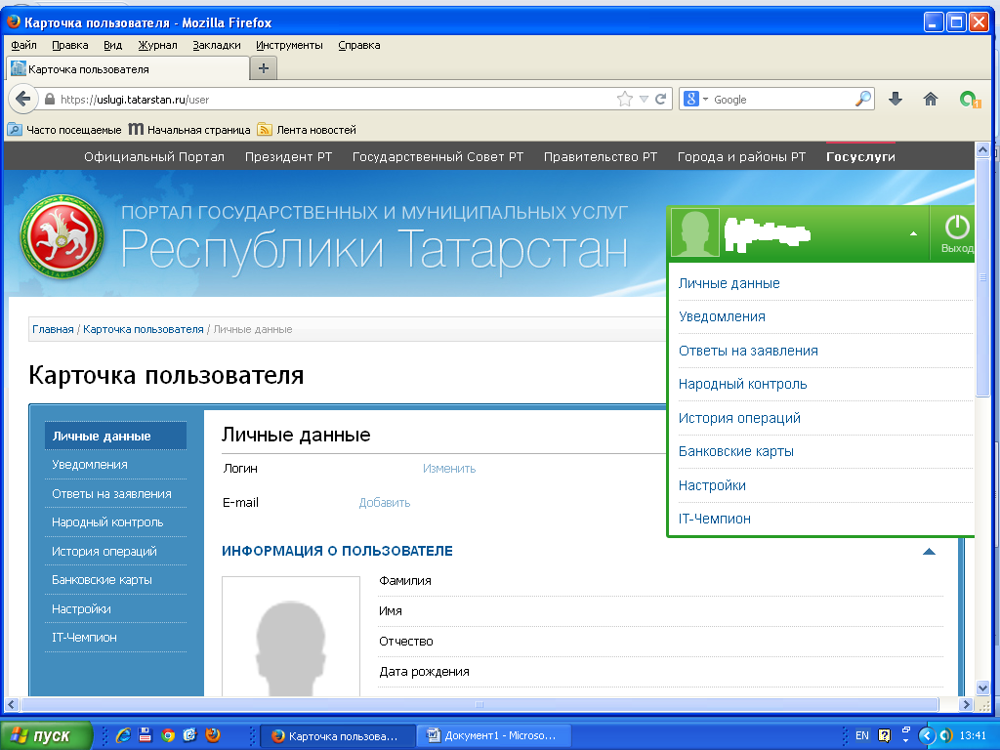 Карточка пользователя - Mozilla Firefox
Файл Правка Вид Журнал Закладки Инструменты Справка
Карточка пользователя
https://uslugi.tatarstan.ru/user
8 Google
1
Часто посещаемые m Начальная страница Лента новостей
Официальный Портал Президент РТ Государственный Совет РТ Правительство РТ Города и районы РТ Госуслуги
ПОРТАЛ ГОСУДАРСТВЕННЫХ И МУНИЦИПАЛЬНЫХ УСЛУГ
Республики Татарстан
Выход
Личные данные
Уведомления
Ответы на заявления
Народный контроль
История операций
Банковские карты
Настройки
IT-Чемпион
Главная / Карточка пользователя / Личные данные
Карточка пользователя
Личные данные
Уведомления
Ответы на заявления
Народный контроль
История операций
Банковские карты
Настройки
IT-Чемпион
Личные данные
Логин Изменить
E-mail Добавить
ИНФОРМАЦИЯ О ПОЛЬЗОВАТЕЛЕ
Фамилия
Имя
Отчество
Дата рождения
пуск Карточка пользова... Документ1 - Microso... EN 13:41